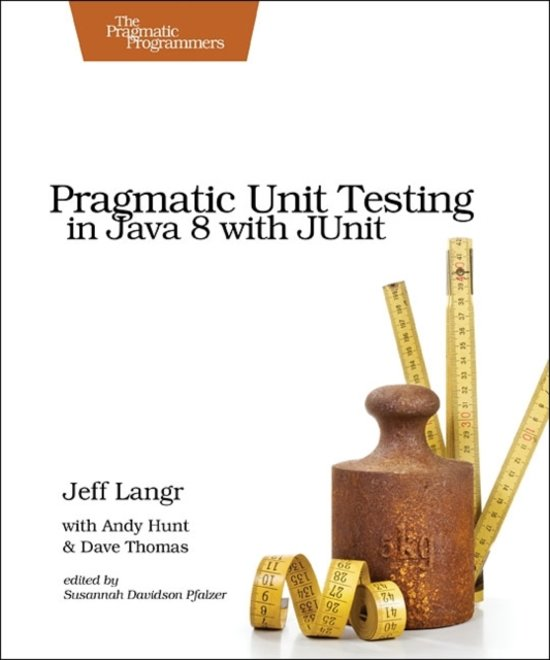 The
Pragmatic
Programmers
Pragmatic Unit Testing
in Java 8 with JUnit
Jeff Langr
with Andy Hunt
& Dave Thomas
edited by
Susannah Davidson Pfalzer
5kg